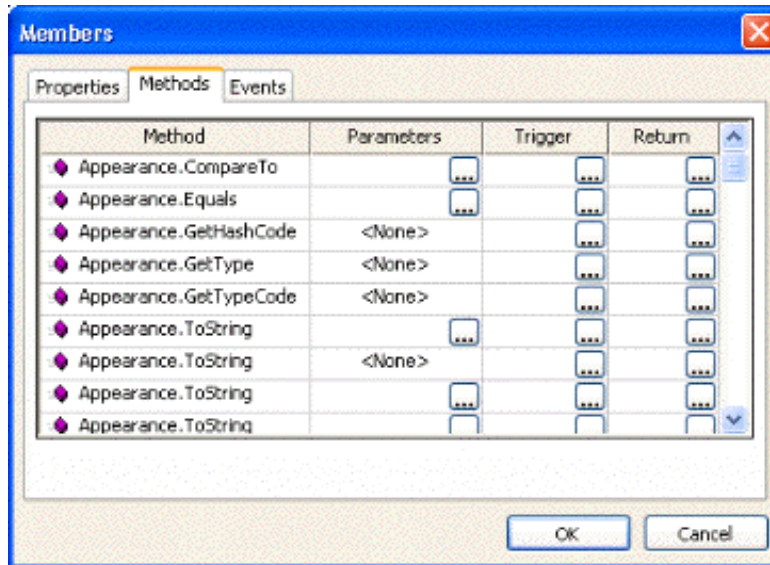 Members
Properties Methods Events
Method Parameters Trigger Return
Appearance.CompareTo ... ... ...
Appearance.Equals ... ... ...
Appearance.GetHashCode <None> ... ...
Appearance.GetType <None> ... ...
Appearance.GetTypeCode <None> ... ...
Appearance.ToString ... ... ...
Appearance.ToString <None> ... ...
Appearance.ToString ... ... ...
Appearance.ToString
OK Cancel